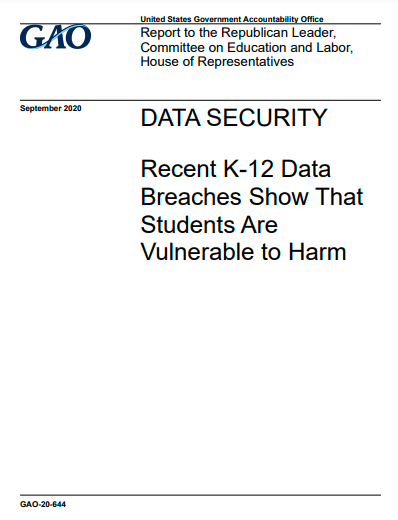 United States Government Accountability Office
GAO
Report to the Republican Leader,
Committee on Education and Labor,
House of Representatives
September 2020
DATA SECURITY
Recent K-12 Data
Breaches Show That
Students Are
Vulnerable to Harm
GAO-20-644